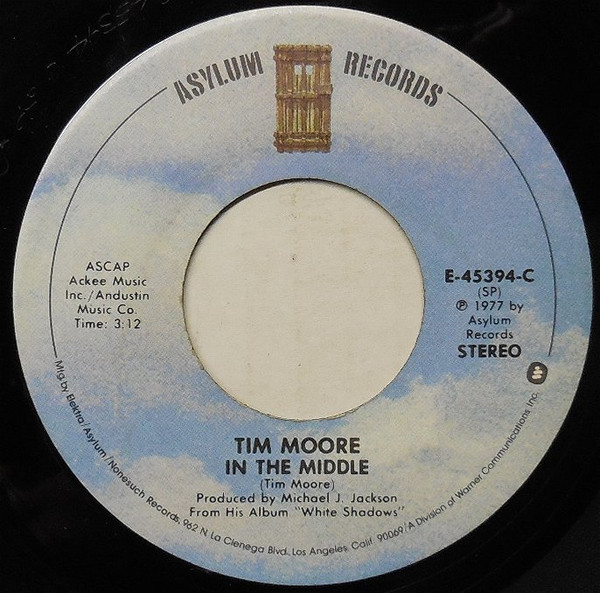 ASYLUM RECORDS
ASCAP
Ackee Music
Inc./Andustin
Music Co.
Time: 3:12
E-45394-C
(SP)
℗ 1977 by
Asylum
Records
STEREO
TIM MOORE
IN THE MIDDLE
(Tim Moore)
Produced by Michael J. Jackson
From His Album "White Shadows"
Mfg. by Elektra/Asylum/Nonesuch Records, 962 N. La Cienega Blvd., Los Angeles, Calif. 90069/A Division of Warner Communications Inc.